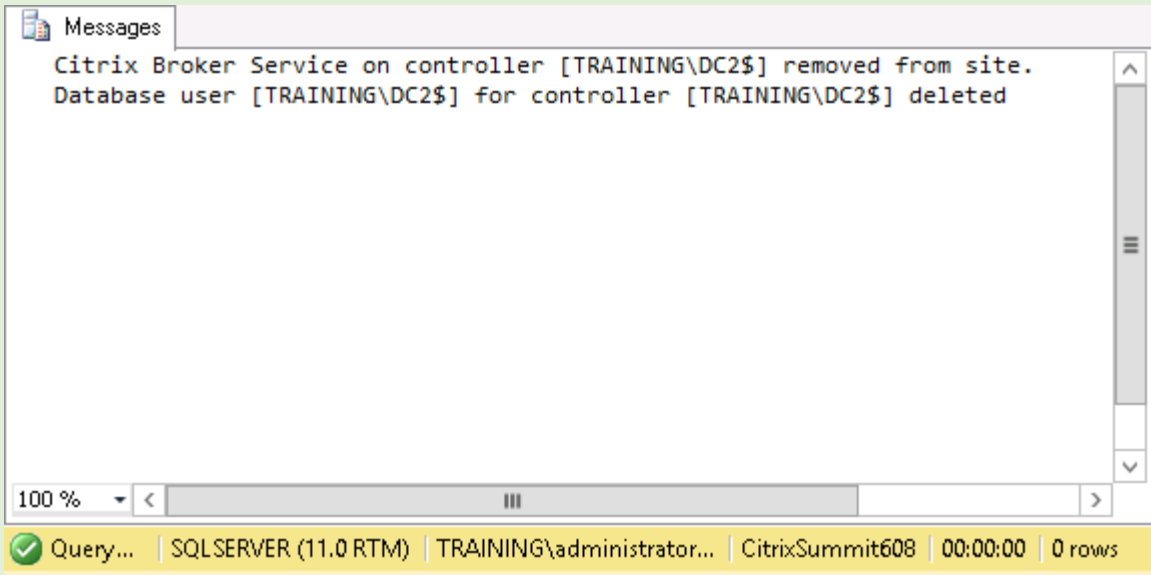 Messages
Citrix Broker Service on controller [TRAINING\DC2$] removed from site.
Database user [TRAINING\DC2$] for controller [TRAINING\DC2$] deleted
100 %
Query... SQLSERVER (11.0 RTM) TRAINING\administrator... CitrixSummit608 00:00:00 0 rows